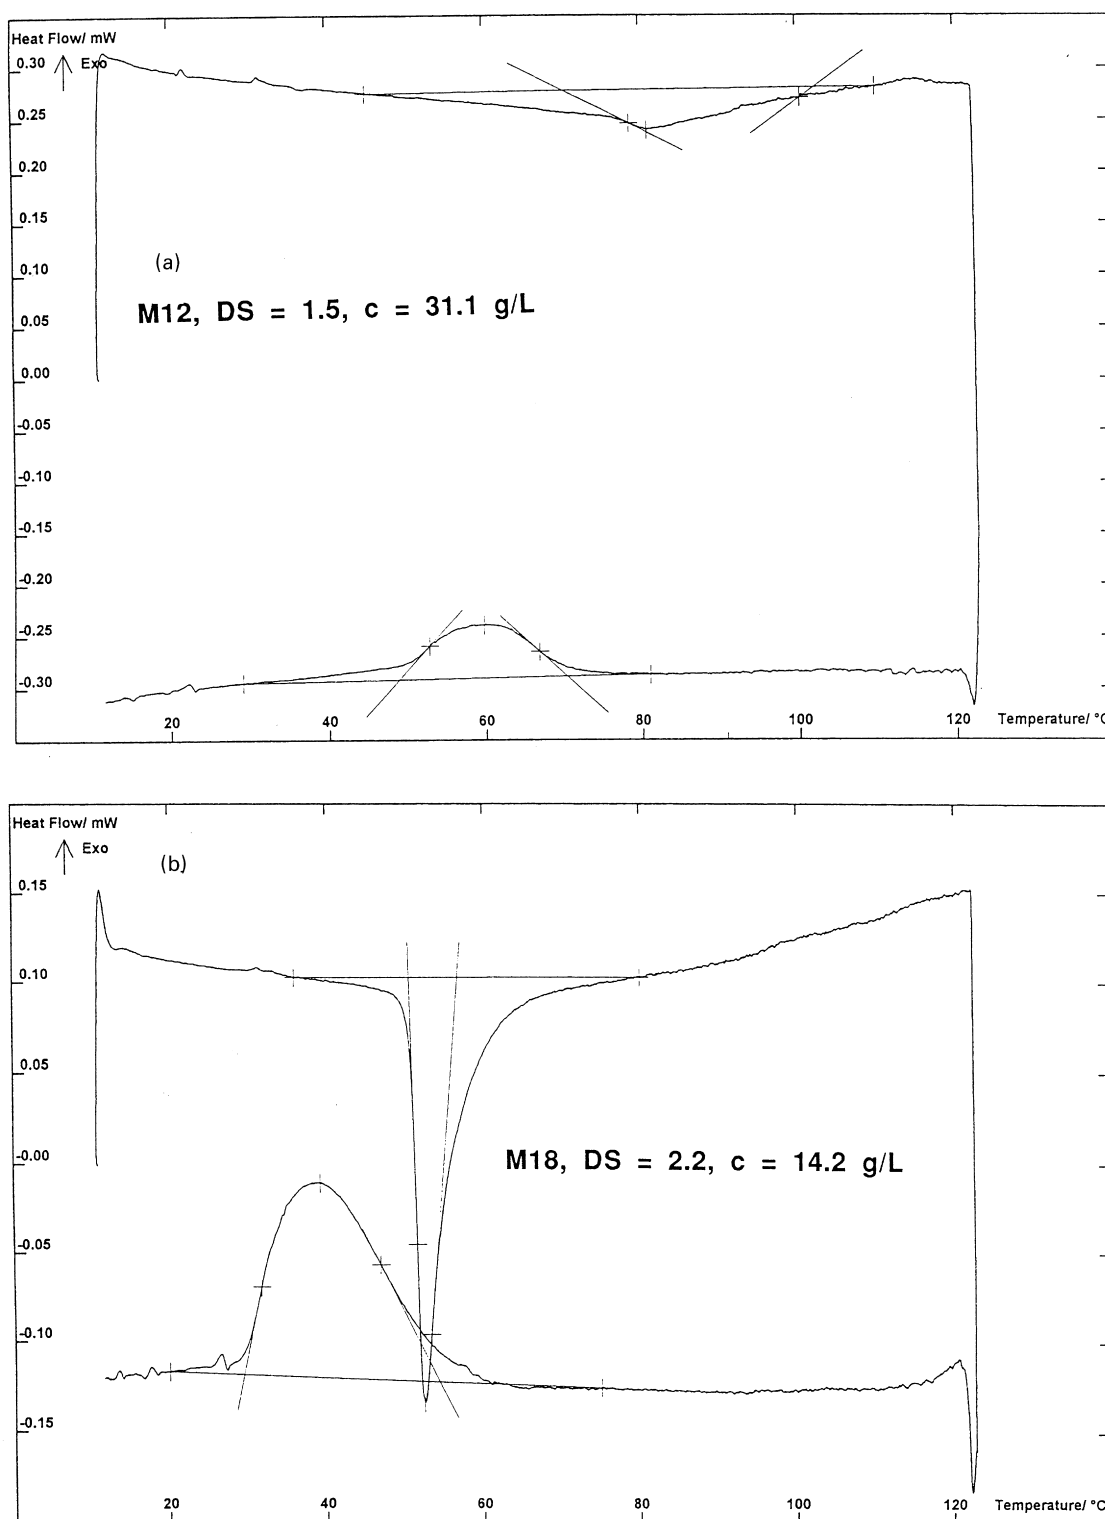 Heat Flow/ mW
0.30
Exo
0.25
0.20
0.15
(a)
0.10
M12, DS = 1.5, c = 31.1 g/L
0.05
0.00
-0.05
-0.10
-0.15
-0.20
-0.25
-0.30
20 40 60 80 100 120 Temperature/ °C
Heat Flow/ mW
Exo
(b)
0.15
0.10
0.05
-0.00
M18, DS = 2.2, c = 14.2 g/L
-0.05
-0.10
-0.15
20 40 60 80 100 120 Temperature/ °C